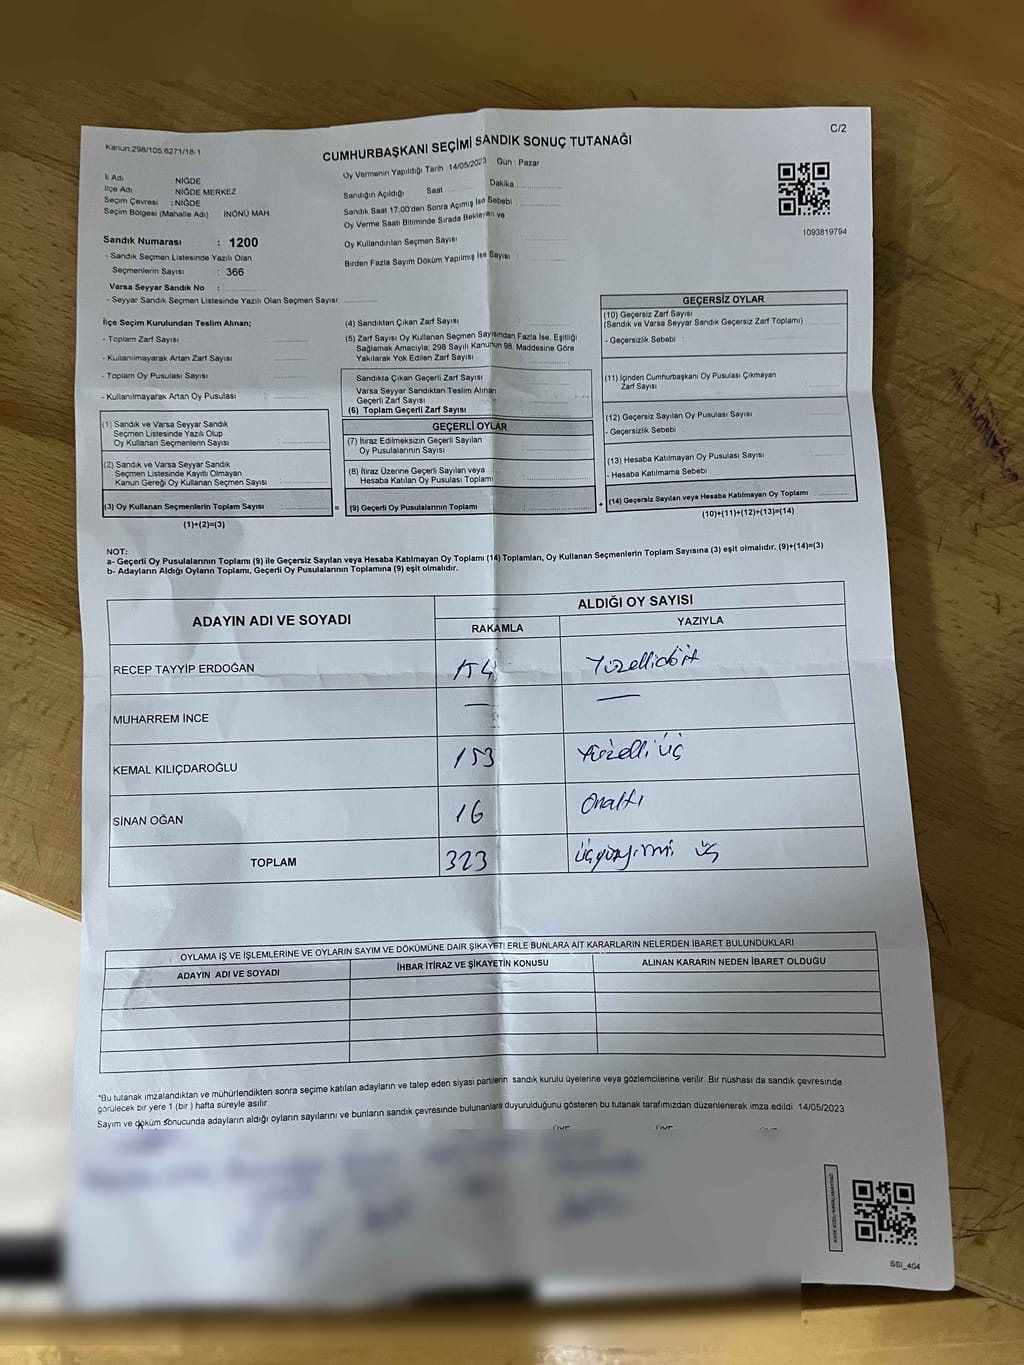 Kanun:298/105,6271/18-1
CUMHURBAŞKANI SEÇİMİ SANDIK SONUÇ TUTANAĞI
C/2
İli Adı : NİĞDE
İlçe Adı : NİĞDE MERKEZ
Seçim Çevresi : NİĞDE
Seçim Bölgesi (Mahalle Adı) İNÖNÜ MAH.
Oy Vermenin Yapıldığı Tarih :14/05/2023 Gün : Pazar
Sandığın Açıldığı Saat Dakika
Sandık Saat 17.00'den Sonra Açımış İse Sebebi :
Oy Verme Saati Bitiminde Sırada Bekleyen ve
Oy Kullandırılan Seçmen Sayısı
Birden Fazla Sayım Döküm Yapılmış İse Sayısı :
1093819794
Sandık Numarası : 1200
- Sandık Seçmen Listesinde Yazılı Olan
Seçmenlerin Sayısı : 366
Varsa Seyyar Sandık No :
- Seyyar Sandık Seçmen Listesinde Yazılı Olan Seçmen Sayısı:
İlçe Seçim Kurulundan Teslim Alınan;
- Toplam Zarf Sayısı
- Kullanılmayarak Artan Zarf Sayısı
- Toplam Oy Pusulası Sayısı
- Kullanılmayarak Artan Oy Pusulası
(1) Sandık ve Varsa Seyyar Sandık
Seçmen Listesinde Yazılı Olup
Oy Kullanan Seçmenlerin Sayısı :
(2) Sandık ve Varsa Seyyar Sandık
Seçmen Listesinde Kayıtlı Olmayan
Kanun Gereği Oy Kullanan Seçmen Sayısı :
(3) Oy Kullanan Seçmenlerin Toplam Sayısı :
(1)+(2)=(3)
(4) Sandıktan Çıkan Zarf Sayısı
(5) Zarf Sayısı Oy Kullanan Seçmen Sayısından Fazla İse, Eşitliği
Sağlamak Amacıyla; 298 Sayılı Kanunun 98. Maddesine Göre
Yakılarak Yok Edilen Zarf Sayısı
Sandıkta Çıkan Geçerli Zarf Sayısı
Varsa Seyyar Sandıktan Teslim Alınan
Geçerli Zarf Sayısı
(6) Toplam Geçerli Zarf Sayısı
GEÇERLİ OYLAR
(7) İtiraz Edilmeksizin Geçerli Sayılan
Oy Pusulalarının Sayısı
(8) İtiraz Üzerine Geçerli Sayılan veya
Hesaba Katılan Oy Pusulası Toplamı
= (9) Geçerli Oy Pusulalarının Toplamı : +
GEÇERSİZ OYLAR
(10) Geçersiz Zarf Sayısı
(Sandık ve Varsa Seyyar Sandık Geçersiz Zarf Toplamı)
- Geçersizlik Sebebi :
(11) İçinden Cumhurbaşkanı Oy Pusulası Çıkmayan
Zarf Sayısı
(12) Geçersiz Sayılan Oy Pusulası Sayısı
- Geçersizlik Sebebi :
(13) Hesaba Katılmayan Oy Pusulası Sayısı
- Hesaba Katılmama Sebebi :
(14) Geçersiz Sayılan veya Hesaba Katılmayan Oy Toplamı
(10)+(11)+(12)+(13)=(14)
NOT:
a- Geçerli Oy Pusulalarının Toplamı (9) ile Geçersiz Sayılan veya Hesaba Katılmayan Oy Toplamı (14) Toplamları, Oy Kullanan Seçmenlerin Toplam Sayısına (3) eşit olmalıdır. (9)+(14)=(3)
b- Adayların Aldığı Oyların Toplamı, Geçerli Oy Pusulalarının Toplamına (9) eşit olmalıdır.
ADAYIN ADI VE SOYADI ALDIĞI OY SAYISI
RAKAMLA YAZIYLA
RECEP TAYYİP ERDOĞAN 154 Yüzellidört
MUHARREM İNCE — —
KEMAL KILIÇDAROĞLU 153 Yüzelli üç
SİNAN OĞAN 16 Onaltı
TOPLAM 323 üçyüzyirmi üç
OYLAMA İŞ VE İŞLEMLERİNE VE OYLARIN SAYIM VE DÖKÜMÜNE DAİR ŞİKAYETLERLE BUNLARA AİT KARARLARIN NELERDEN İBARET BULUNDUKLARI
ADAYIN ADI VE SOYADI İHBAR İTİRAZ VE ŞİKAYETİN KONUSU ALINAN KARARIN NEDEN İBARET OLDUĞU
*Bu tutanak imzalandıktan ve mühürlendikten sonra seçime katılan adayların ve talep eden siyasi partilerin sandık kurulu üyelerine veya gözlemcilerine verilir. Bir nüshası da sandık çevresinde
görülecek bir yere 1 (bir ) hafta süreyle asılır.
Sayım ve döküm sonucunda adayların aldığı oyların sayılarını ve bunların sandık çevresinde bulunanlara duyurulduğunu gösteren bu tutanak tarafımızdan düzenlenerek imza edildi. 14/05/2023
SSI_404